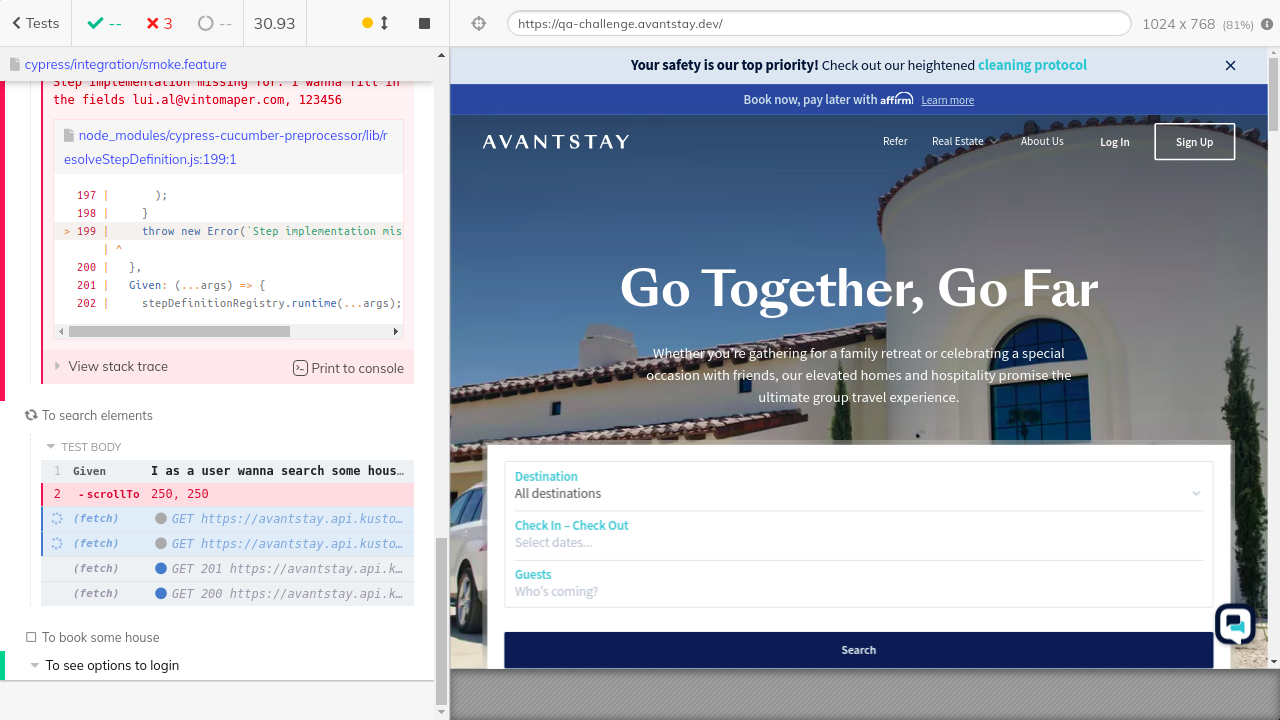 Tests
--
3
--
30.93
https://qa-challenge.avantstay.dev/
1024 x 768 (81%)
cypress/integration/smoke.feature
Step implementation missing for: I wanna fill in
the fields lui.al@vintomaper.com, 123456
node_modules/cypress-cucumber-preprocessor/lib/r
esolveStepDefinition.js:199:1
197 | );
198 | }
> 199 | throw new Error(`Step implementation mis
| ^
200 | },
201 | Given: (...args) => {
202 | stepDefinitionRegistry.runtime(...args);
View stack trace
Print to console
To search elements
TEST BODY
1 Given I as a user wanna search some hous…
2 -scrollTo 250, 250
(fetch) GET https://avantstay.api.kusto…
(fetch) GET https://avantstay.api.kusto…
(fetch) GET 201 https://avantstay.api.k…
(fetch) GET 200 https://avantstay.api.k…
To book some house
To see options to login
Your safety is our top priority! Check out our heightened cleaning protocol
Book now, pay later with affirm Learn more
AVANTSTAY
Refer
Real Estate
About Us
Log In
Sign Up
Go Together, Go Far
Whether you're gathering for a family retreat or celebrating a special
occasion with friends, our elevated homes and hospitality promise the
ultimate group travel experience.
Destination
All destinations
Check In – Check Out
Select dates...
Guests
Who's coming?
Search